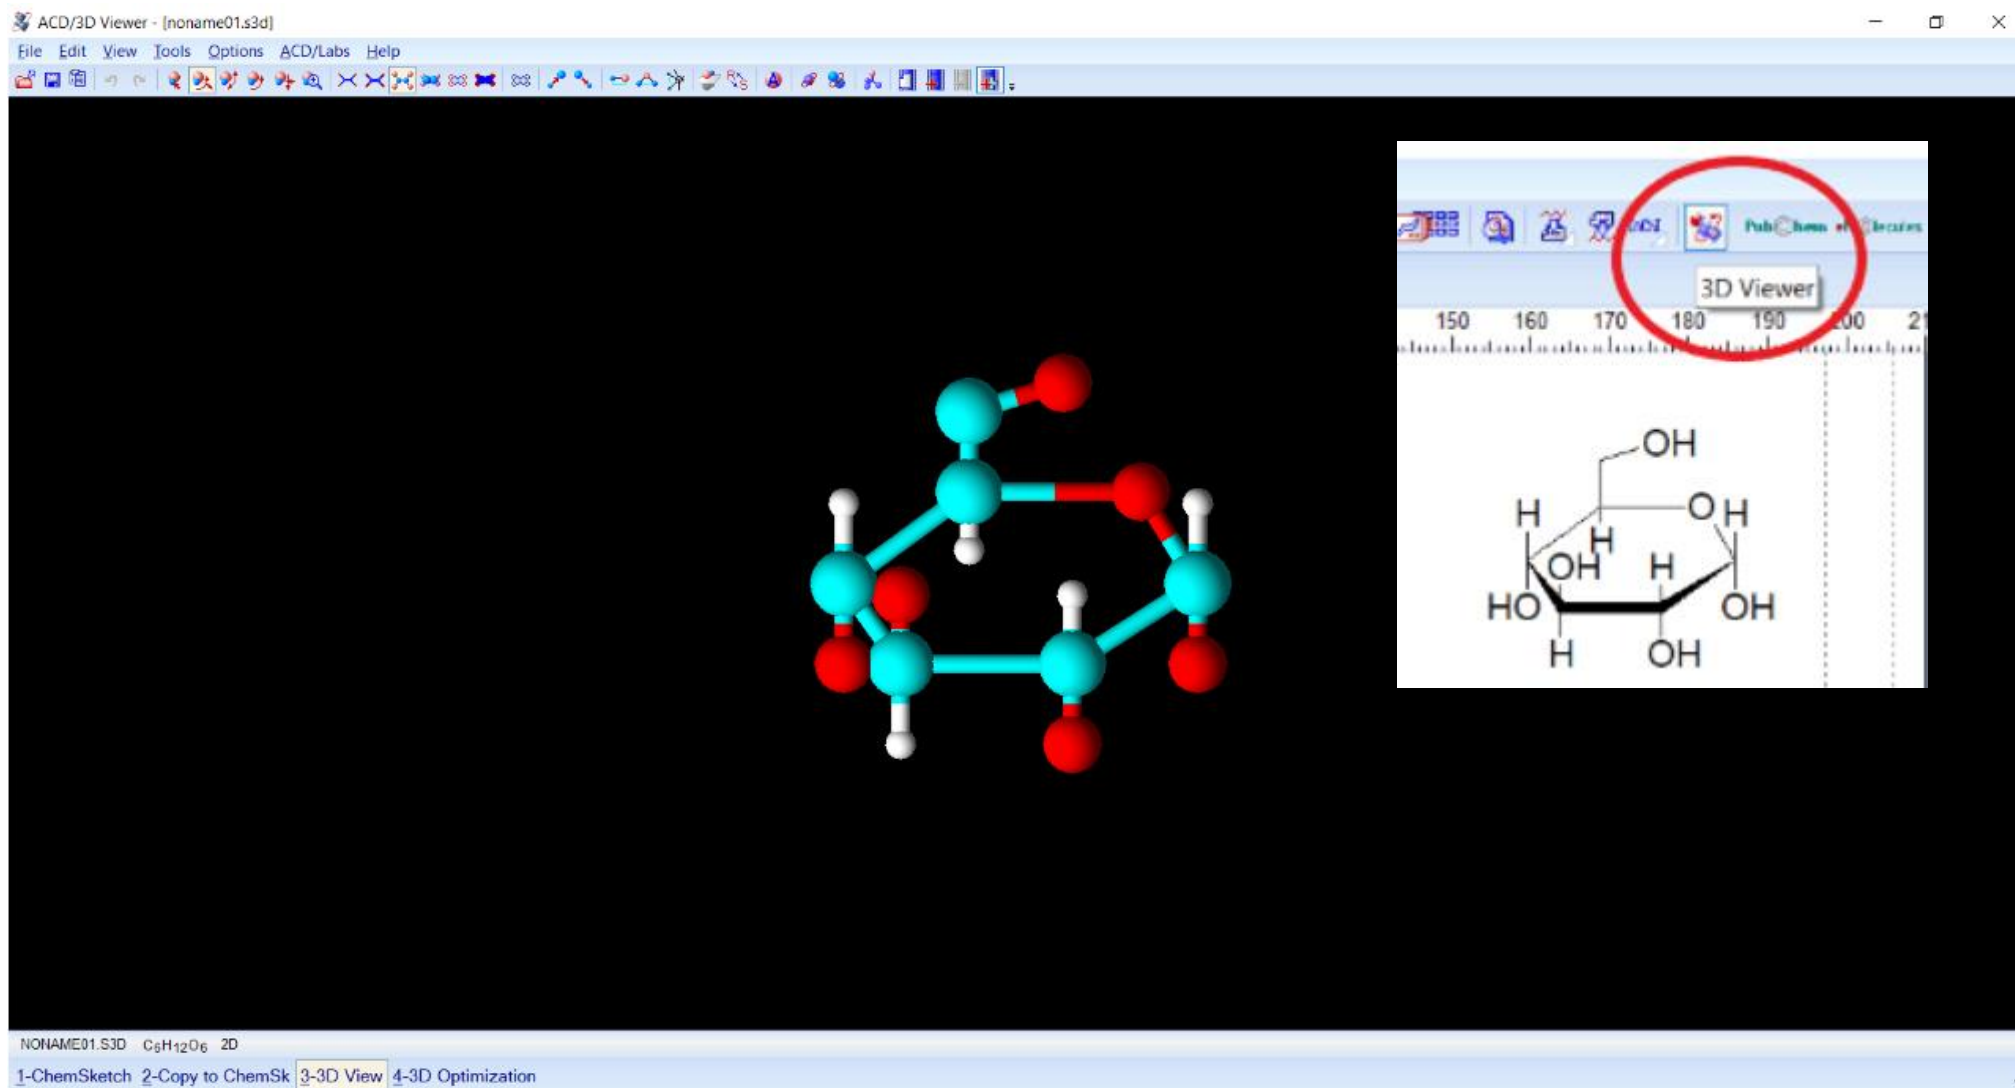 ACD/3D Viewer - [noname01.s3d]
File Edit View Tools Options ACD/Labs Help
3D Viewer
150 160 170 180 190 200 21
OH
H O H
H
OH H
HO OH
H OH
NONAME01.S3D C₆H₁₂O₆ 2D
1-ChemSketch 2-Copy to ChemSk 3-3D View 4-3D Optimization